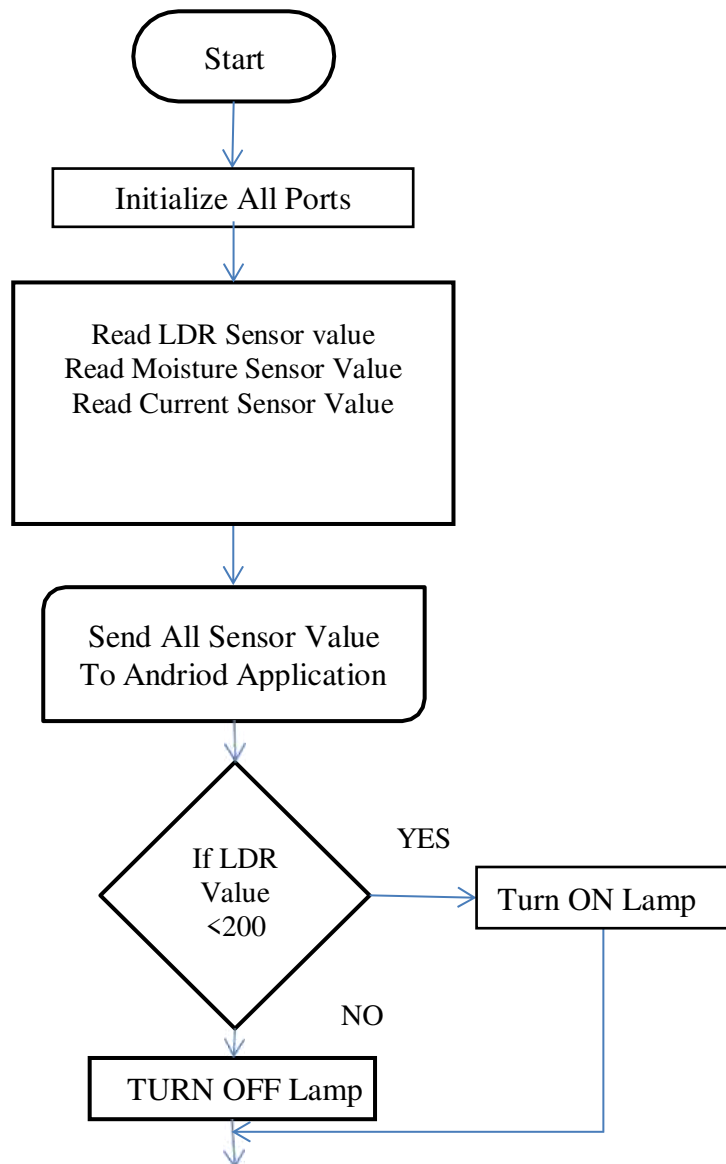 Start
Initialize All Ports
Read LDR Sensor value
Read Moisture Sensor Value
Read Current Sensor Value
Send All Sensor Value
To Andriod Application
If LDR
Value
<200
YES
Turn ON Lamp
NO
TURN OFF Lamp